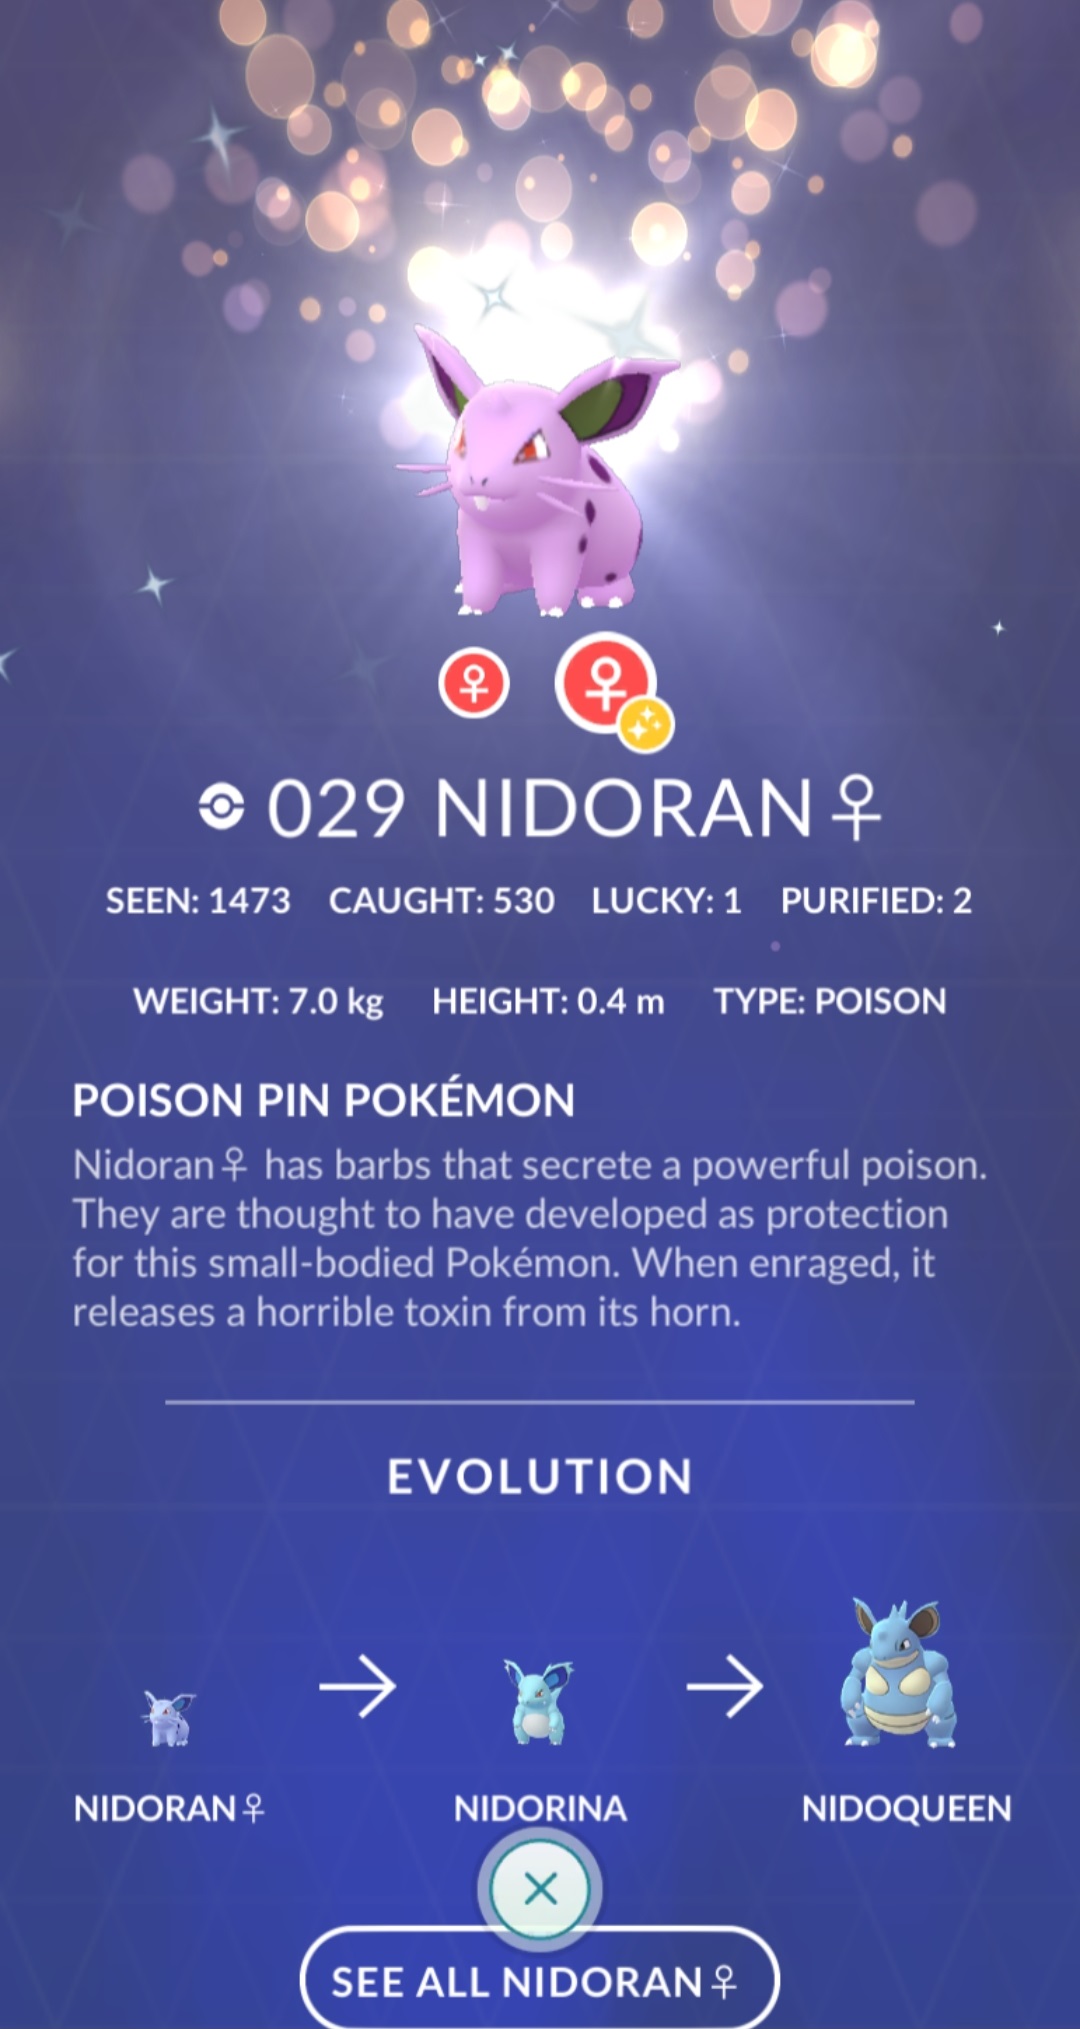 029 NIDORAN♀
SEEN: 1473 CAUGHT: 530 LUCKY: 1 PURIFIED: 2
WEIGHT: 7.0 kg HEIGHT: 0.4 m TYPE: POISON
POISON PIN POKÉMON
Nidoran♀ has barbs that secrete a powerful poison.
They are thought to have developed as protection
for this small-bodied Pokémon. When enraged, it
releases a horrible toxin from its horn.
EVOLUTION
NIDORAN♀ NIDORINA NIDOQUEEN
SEE ALL NIDORAN♀